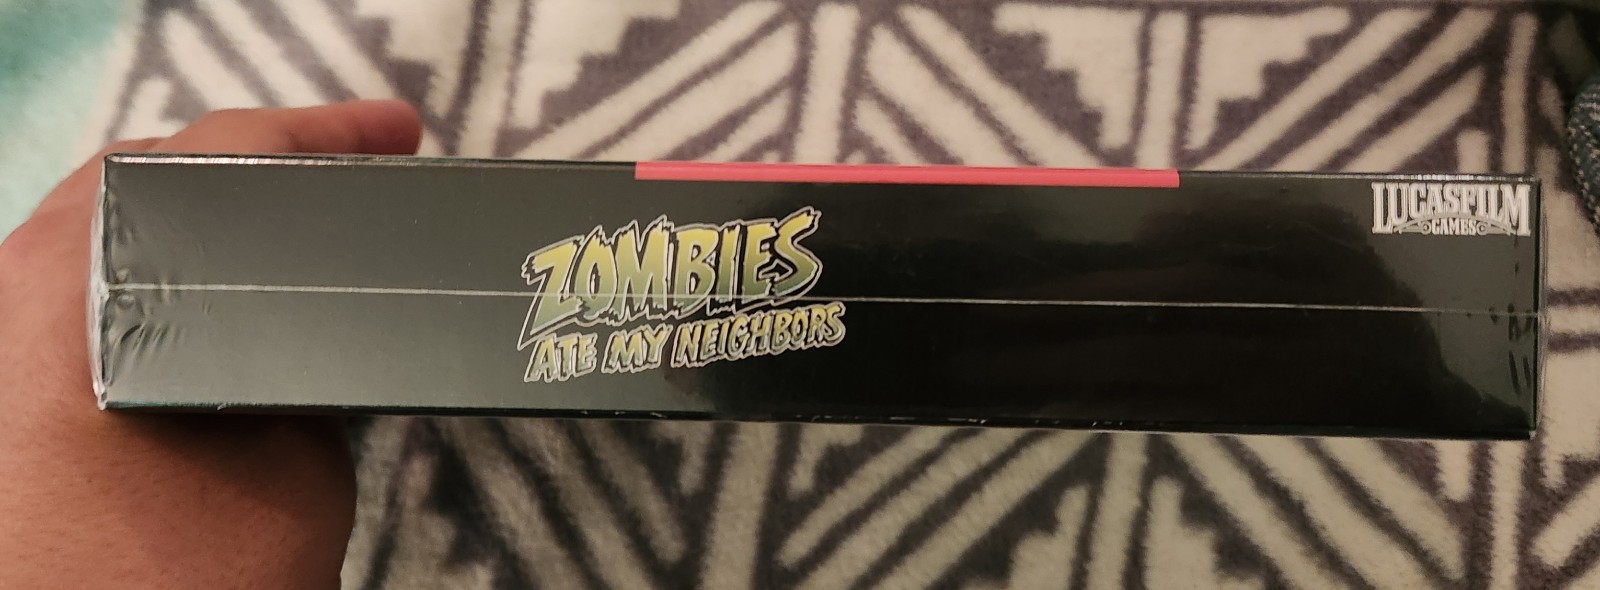 ZOMBIES
ATE MY NEIGHBORS
LUCASFILM
GAMES